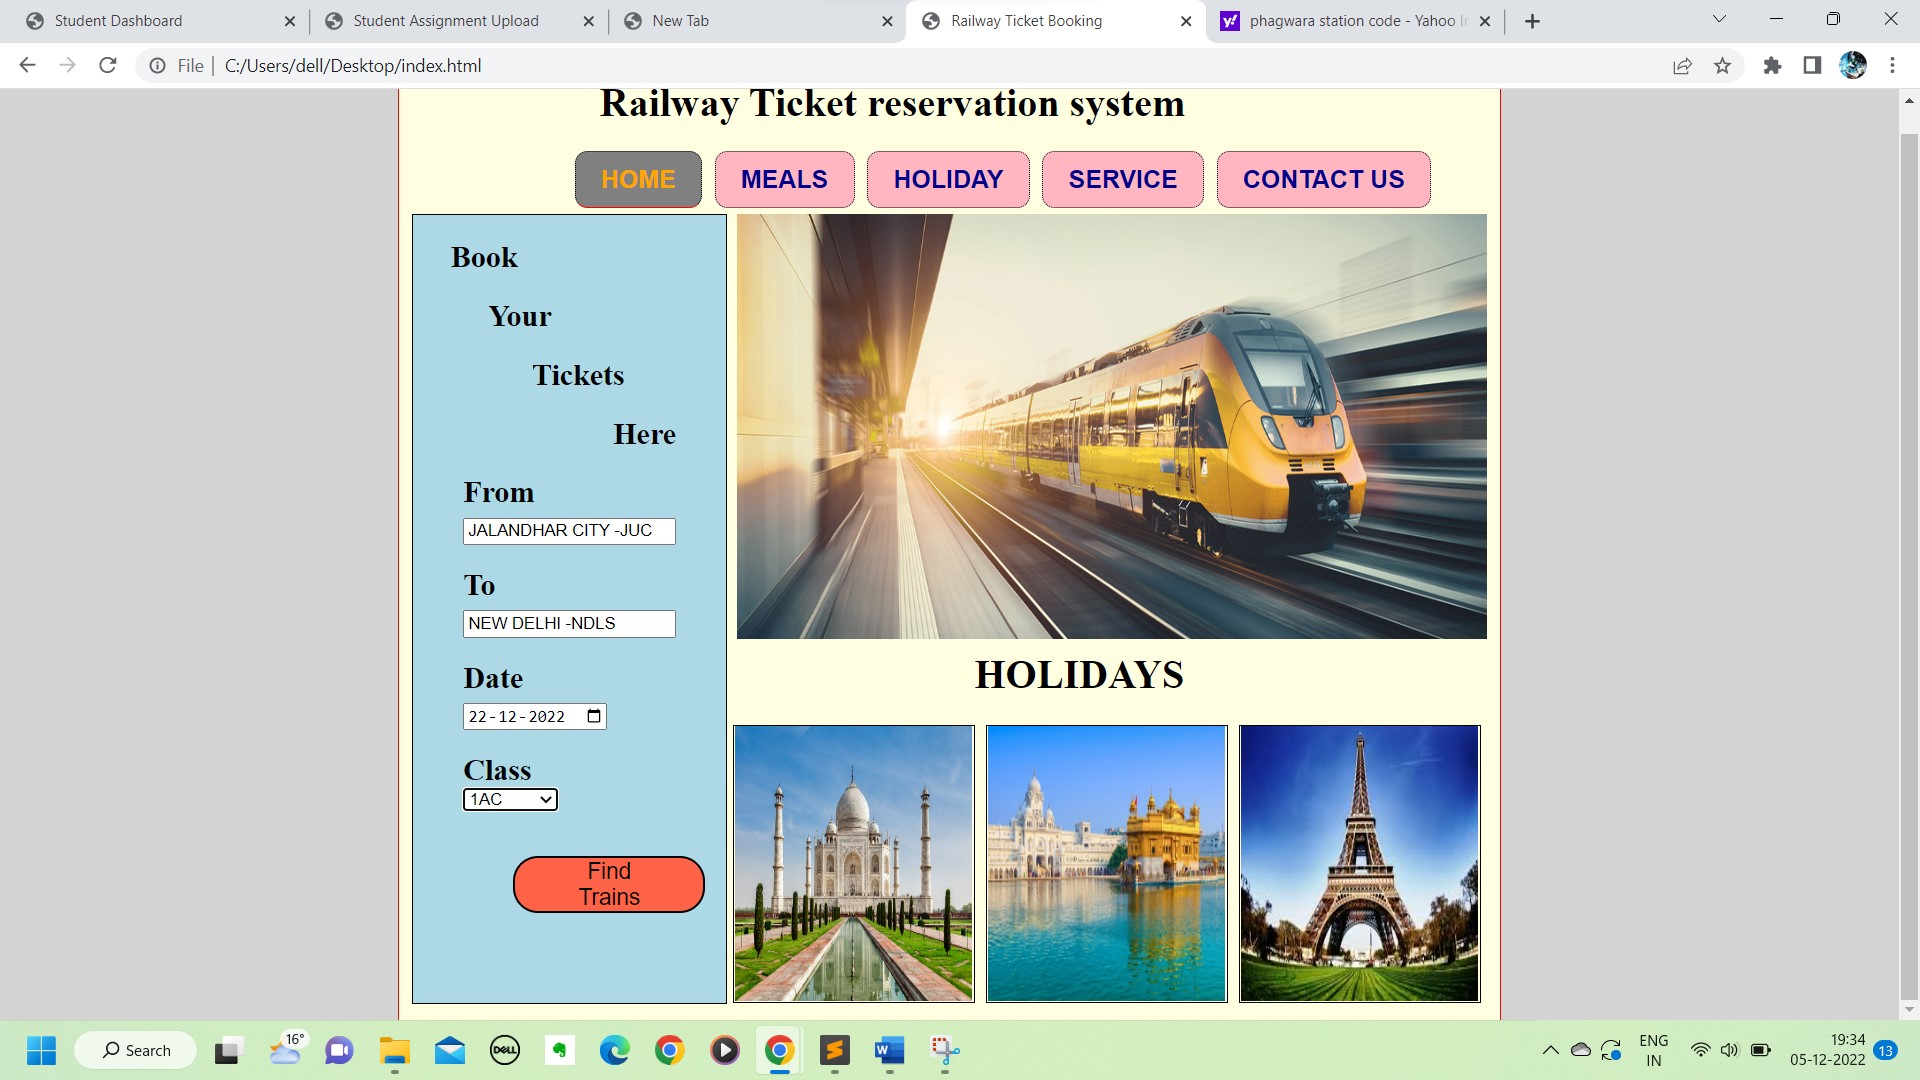 Student Dashboard
Student Assignment Upload
New Tab
Railway Ticket Booking
phagwara station code - Yahoo
File
C:/Users/dell/Desktop/index.html
Railway Ticket reservation system
HOME
MEALS
HOLIDAY
SERVICE
CONTACT US
Book
Your
Tickets
Here
From
JALANDHAR CITY -JUC
To
NEW DELHI -NDLS
Date
22-12-2022
Class
1AC
Find
Trains
HOLIDAYS
16°
Search
DELL
W
ENG
IN
19:34
05-12-2022
13